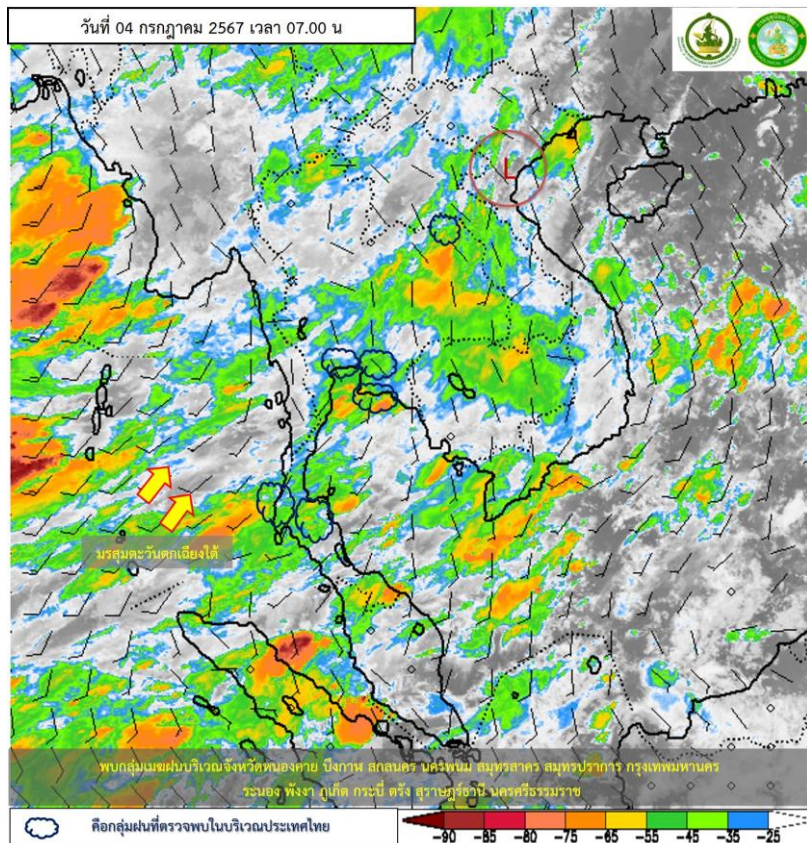 วันที่ 04 กรกฎาคม 2567 เวลา 07.00 น
L
มรสุมตะวันตกเฉียงใต้
พบกลุ่มเมฆฝนบริเวณจังหวัดหนองคาย บึงกาฬ สกลนคร นครพนม สมุทรสาคร สมุทรปราการ กรุงเทพมหานคร
ระนอง พังงา ภูเก็ต กระบี่ ตรัง สุราษฎร์ธานี นครศรีธรรมราช
คือกลุ่มฝนที่ตรวจพบในบริเวณประเทศไทย
-90 -85 -80 -75 -65 -55 -45 -35 -25